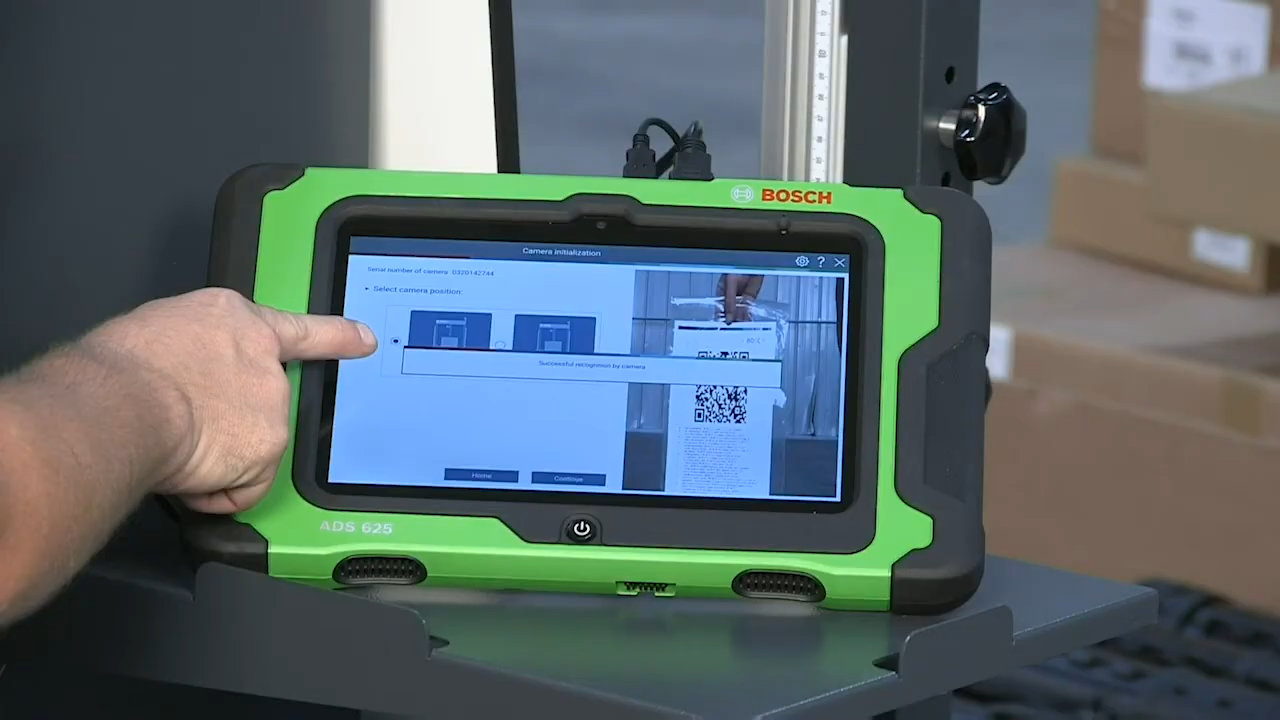 BOSCH
Camera initialization
Serial number of camera: 0320142744
Select camera position:
Successful recognition by camera
Home
Continue
ADS 625